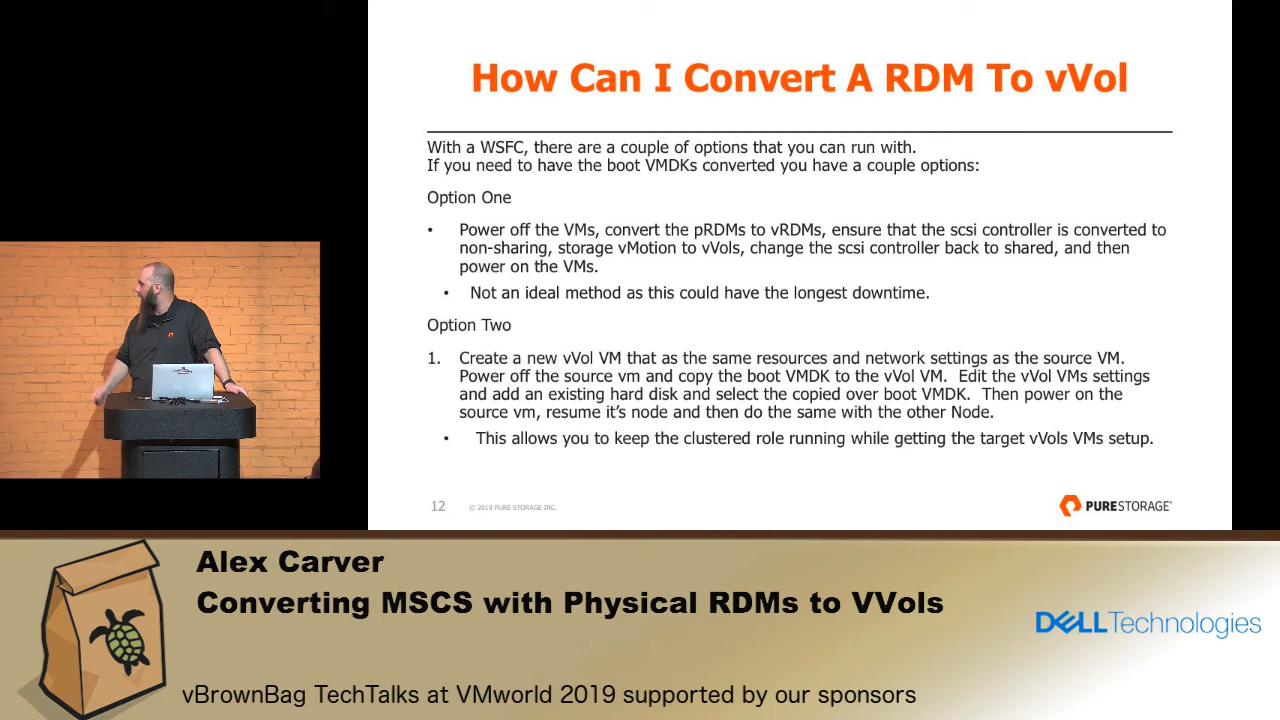 How Can I Convert A RDM To vVol
With a WSFC, there are a couple of options that you can run with.
If you need to have the boot VMDKs converted you have a couple options:
Option One
• Power off the VMs, convert the pRDMs to vRDMs, ensure that the scsi controller is converted to
non-sharing, storage vMotion to vVols, change the scsi controller back to shared, and then
power on the VMs.
• Not an ideal method as this could have the longest downtime.
Option Two
1. Create a new vVol VM that as the same resources and network settings as the source VM.
Power off the source vm and copy the boot VMDK to the vVol VM. Edit the vVol VMs settings
and add an existing hard disk and select the copied over boot VMDK. Then power on the
source vm, resume it's node and then do the same with the other Node.
• This allows you to keep the clustered role running while getting the target vVols VMs setup.
12 © 2019 PURE STORAGE INC.
PURESTORAGE
Alex Carver
Converting MSCS with Physical RDMs to VVols
DELL Technologies
vBrownBag TechTalks at VMworld 2019 supported by our sponsors